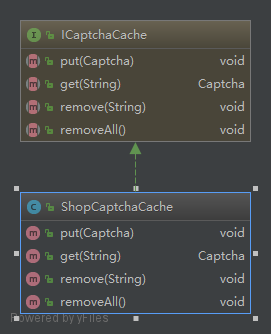 I ICaptchaCache
m put(Captcha) void
m get(String) Captcha
m remove(String) void
m removeAll() void
C ShopCaptchaCache
m put(Captcha) void
m get(String) Captcha
m remove(String) void
m removeAll() void
Powered by yFiles